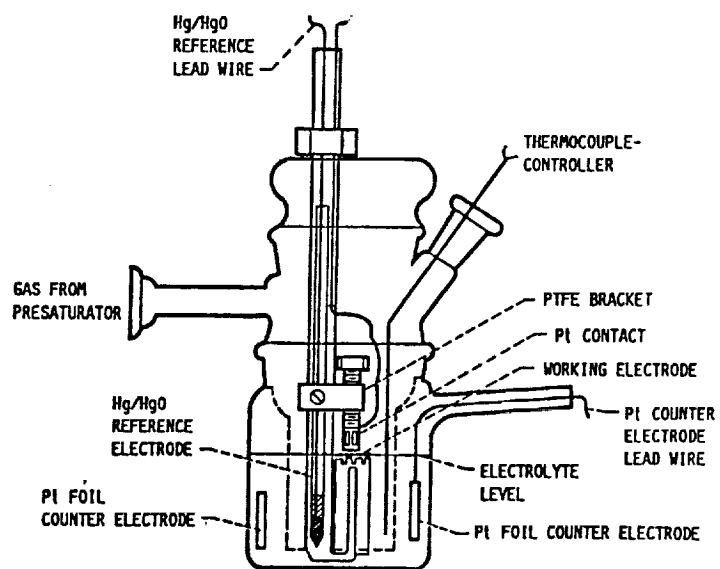 Hg/HgO
REFERENCE
LEAD WIRE
THERMOCOUPLE-
CONTROLLER
GAS FROM
PRESATURATOR
PTFE BRACKET
Pt CONTACT
WORKING ELECTRODE
Hg/HgO
REFERENCE
ELECTRODE
Pt COUNTER
ELECTRODE
LEAD WIRE
ELECTROLYTE
LEVEL
Pt FOIL
COUNTER ELECTRODE
Pt FOIL COUNTER ELECTRODE